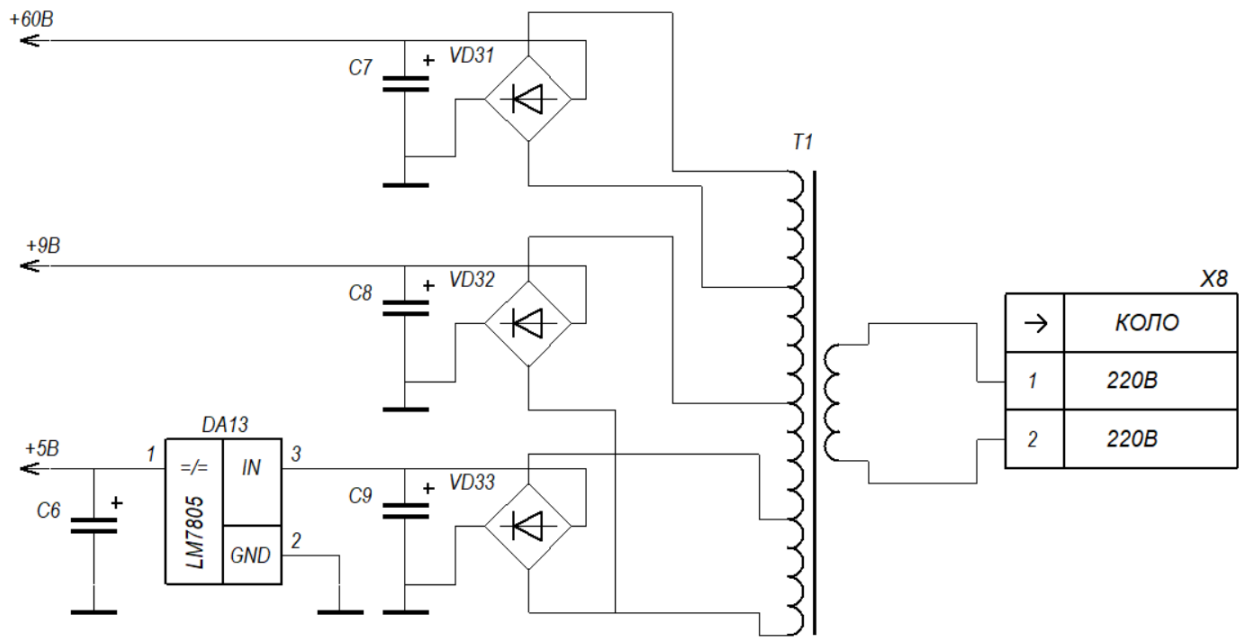 +60В
C7
+
VD31
T1
+9В
C8
+
VD32
X8
→ КОЛО
1 220В
2 220В
DA13
+5В
1
=/=
IN
3
C9
+
VD33
C6
+
LM7805
GND
2